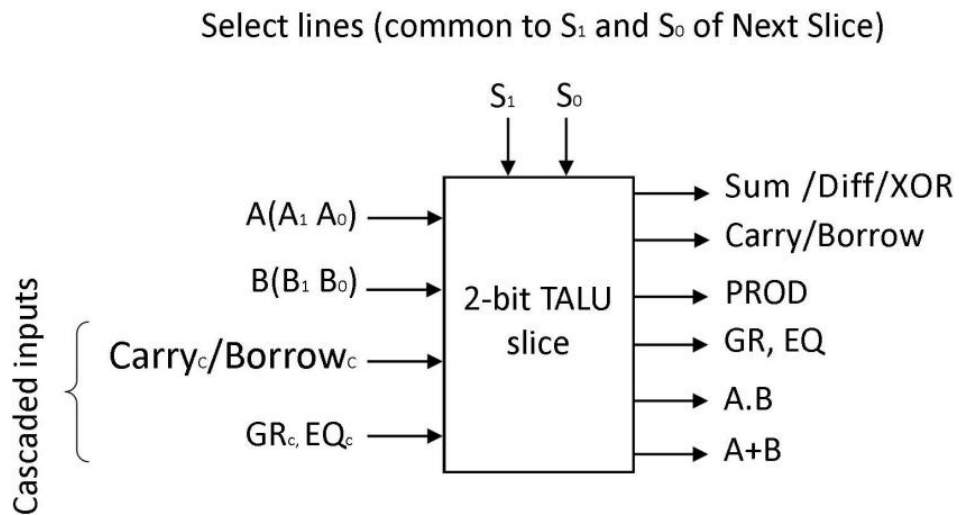 Select lines (common to S₁ and S₀ of Next Slice)
S₁ S₀
A(A₁ A₀)
B(B₁ B₀)
Carry꜀/Borrow꜀
GR꜀, EQ꜀
Cascaded inputs
2-bit TALU
slice
Sum /Diff/XOR
Carry/Borrow
PROD
GR, EQ
A.B
A+B